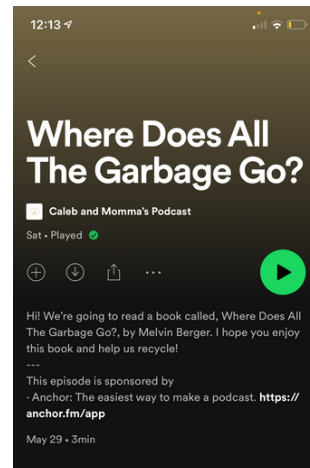 12:13
Where Does All
The Garbage Go?
Caleb and Momma's Podcast
Sat • Played
Hi! We're going to read a book called, Where Does All
The Garbage Go?, by Melvin Berger. I hope you enjoy
this book and help us recycle!
---
This episode is sponsored by
· Anchor: The easiest way to make a podcast. https://
anchor.fm/app
May 29 • 3min